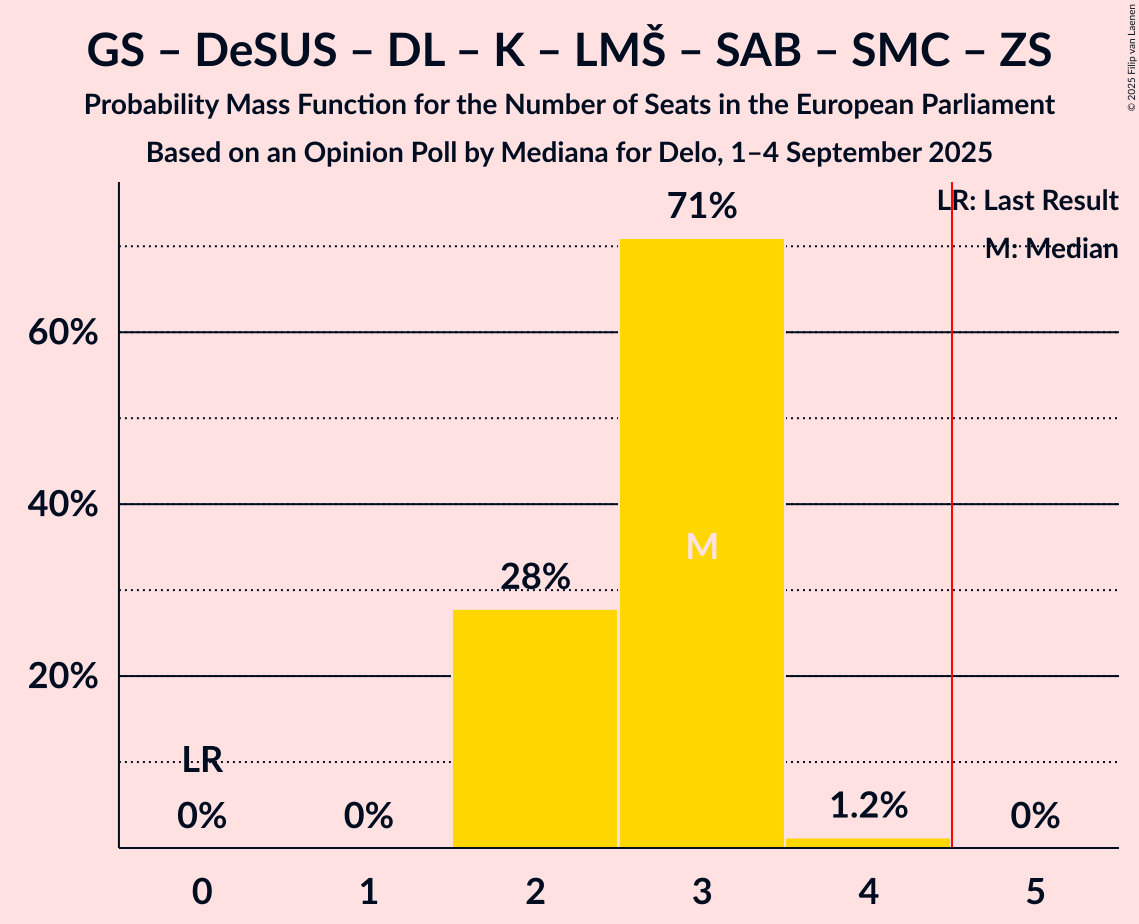 GS – DeSUS – DL – K – LMŠ – SAB – SMC – ZS
Probability Mass Function for the Number of Seats in the European Parliament
Based on an Opinion Poll by Mediana for Delo, 1–4 September 2025
© 2025 Filip van Laenen
LR: Last Result
M: Median
71%
60%
M
40%
28%
20%
LR
0%
0%
1.2%
0%
0
1
2
3
4
5